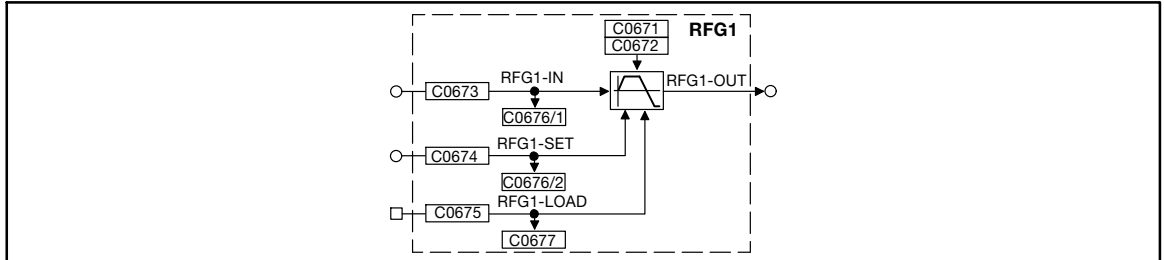 C0671
RFG1
C0672
RFG1-IN
RFG1-OUT
C0673
C0676/1
RFG1-SET
C0674
C0676/2
RFG1-LOAD
C0675
C0677